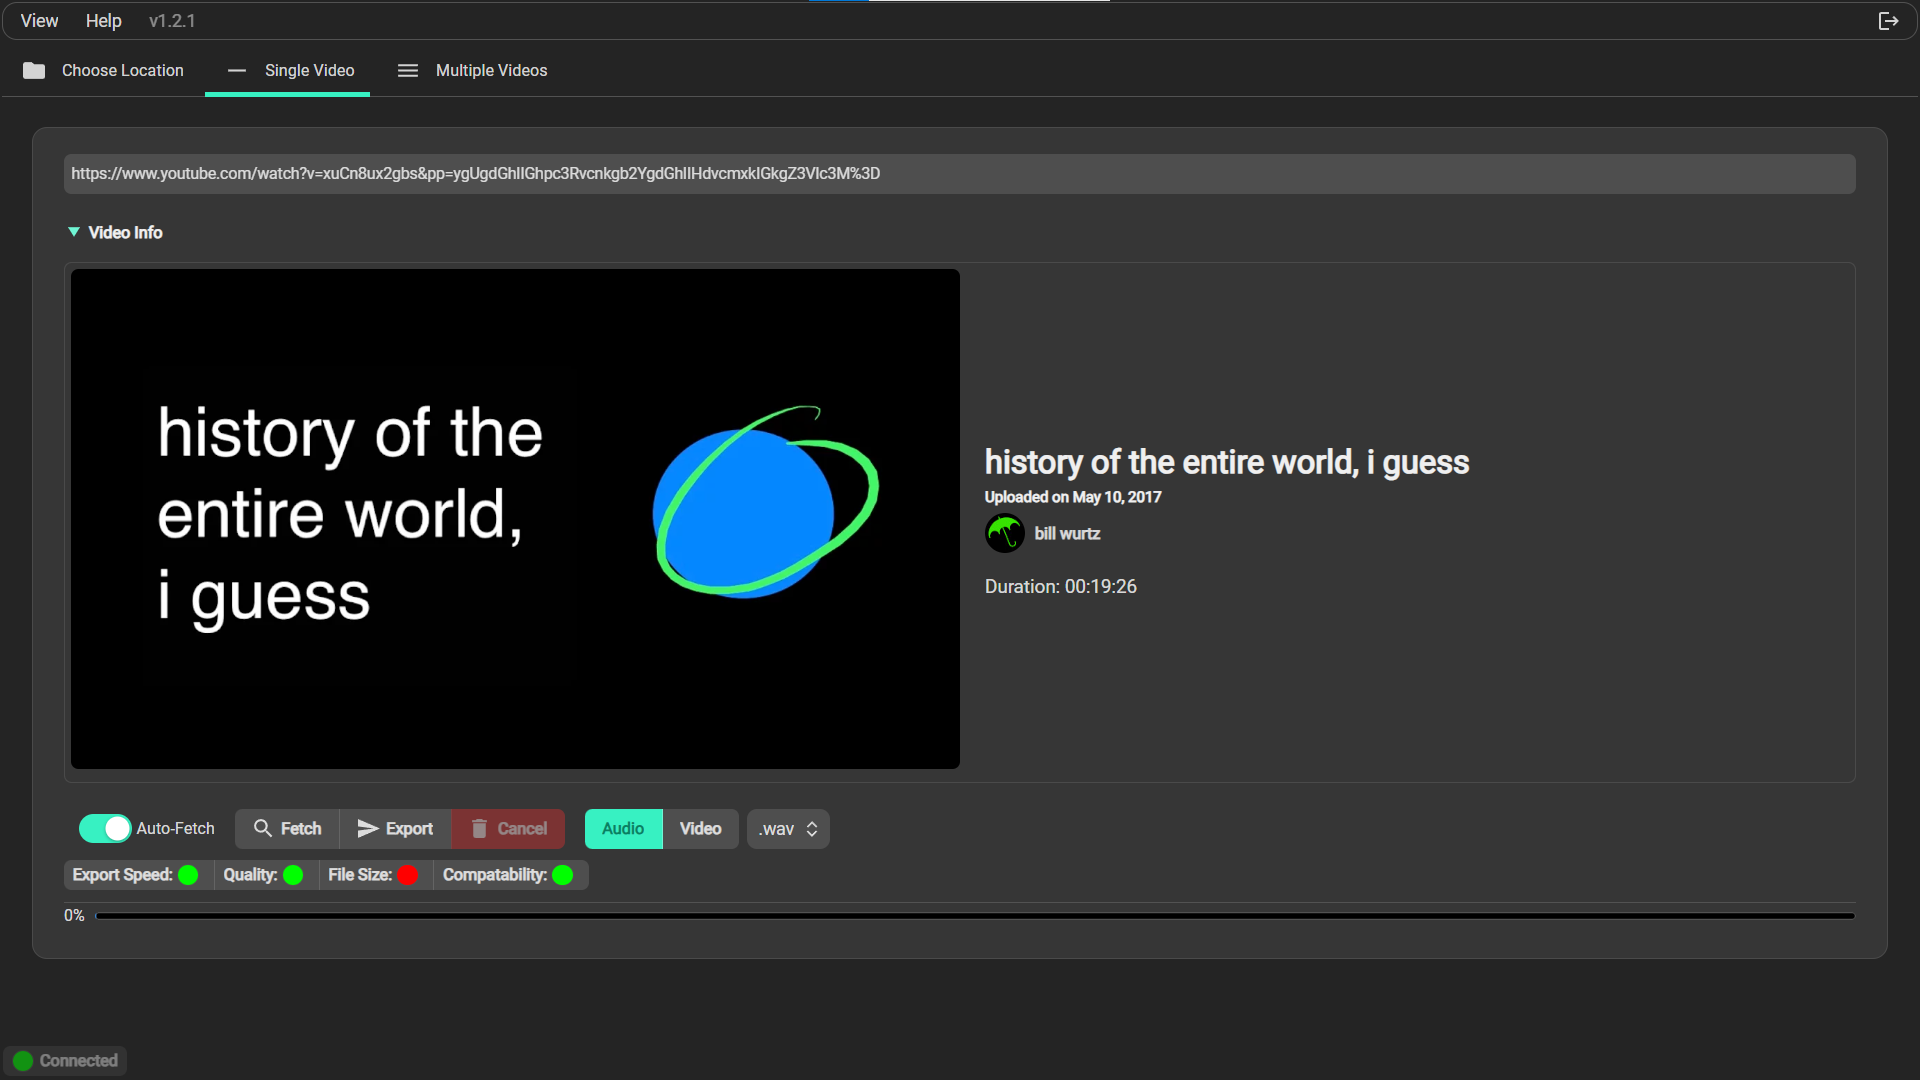 View Help v1.2.1
Choose Location Single Video Multiple Videos
https://www.youtube.com/watch?v=xuCn8ux2gbs&pp=ygUgdGhlIGhpc3Rvcnkgb2YgdGhlIHdvcmxkIGkgZ3Vlc3M%3D
Video Info
history of the
entire world,
i guess
history of the entire world, i guess
Uploaded on May 10, 2017
bill wurtz
Duration: 00:19:26
Auto-Fetch Fetch Export Cancel Audio Video .wav
Export Speed: Quality: File Size: Compatability:
0%
Connected